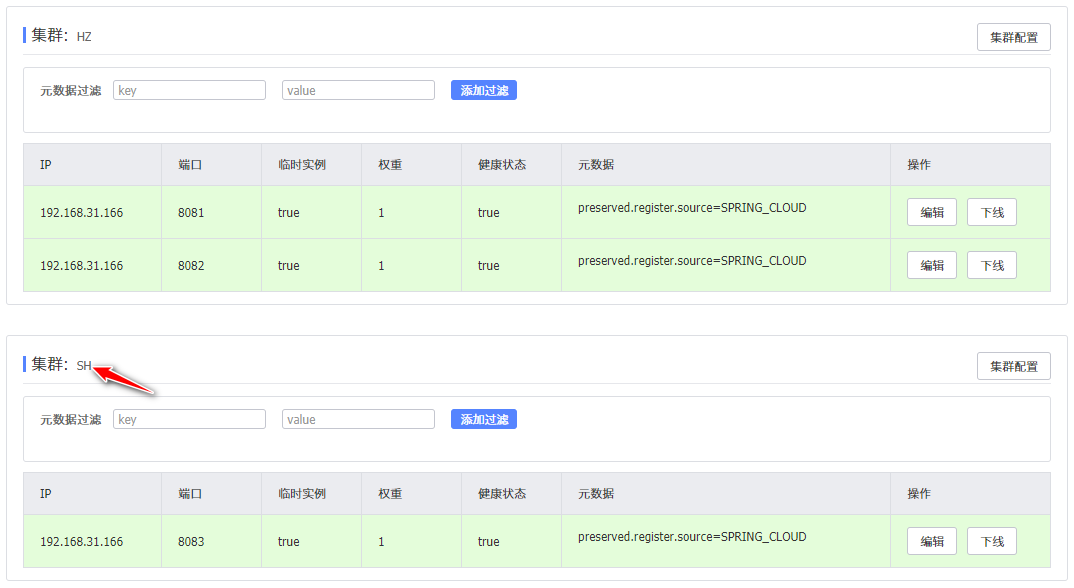 集群: HZ 集群配置
元数据过滤 key value 添加过滤
IP 端口 临时实例 权重 健康状态 元数据 操作
192.168.31.166 8081 true 1 true preserved.register.source=SPRING_CLOUD 编辑 下线
192.168.31.166 8082 true 1 true preserved.register.source=SPRING_CLOUD 编辑 下线
集群: SH 集群配置
元数据过滤 key value 添加过滤
IP 端口 临时实例 权重 健康状态 元数据 操作
192.168.31.166 8083 true 1 true preserved.register.source=SPRING_CLOUD 编辑 下线